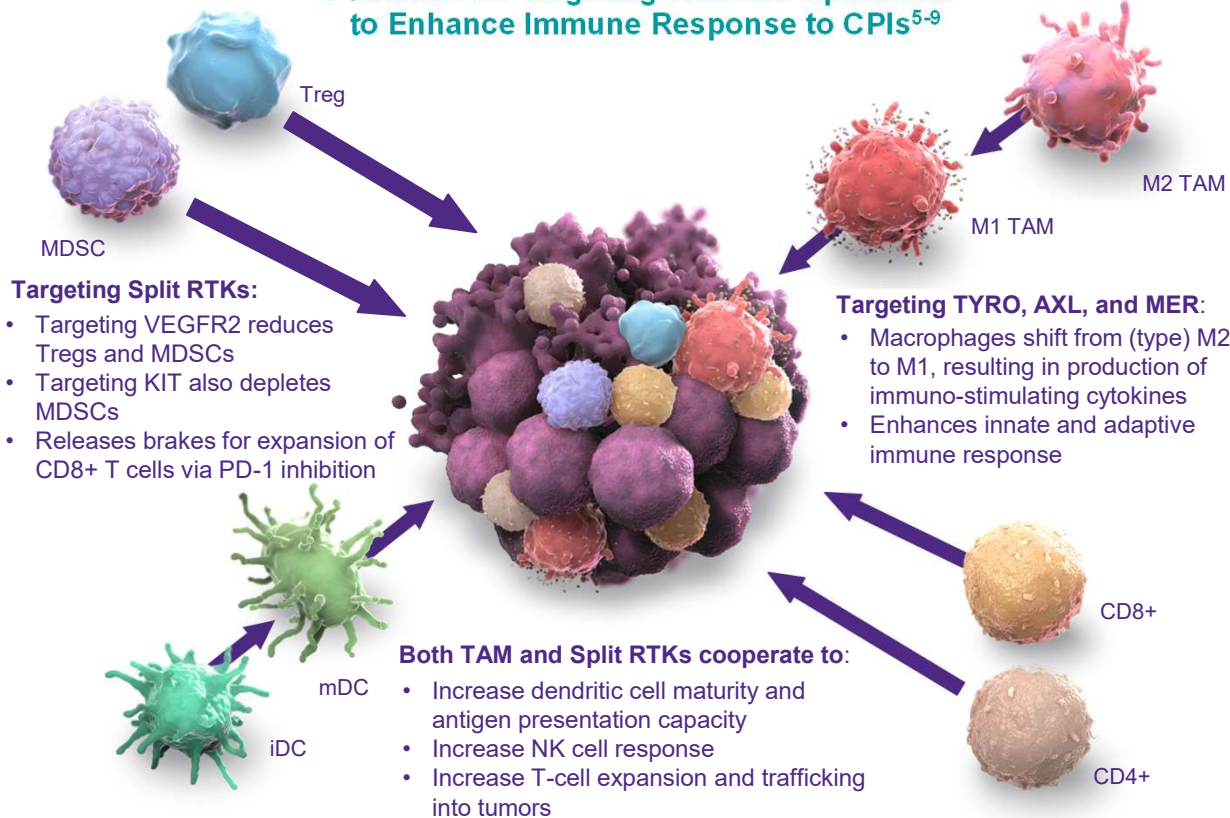 to Enhance Immune Response to CPIs5-9
Treg
MDSC
M2 TAM
M1 TAM
Targeting Split RTKs:
• Targeting VEGFR2 reduces
Tregs and MDSCs
• Targeting KIT also depletes
MDSCs
• Releases brakes for expansion of
CD8+ T cells via PD-1 inhibition
Targeting TYRO, AXL, and MER:
• Macrophages shift from (type) M2
to M1, resulting in production of
immuno-stimulating cytokines
• Enhances innate and adaptive
immune response
mDC
iDC
Both TAM and Split RTKs cooperate to:
• Increase dendritic cell maturity and
antigen presentation capacity
• Increase NK cell response
• Increase T-cell expansion and trafficking
into tumors
CD8+
CD4+